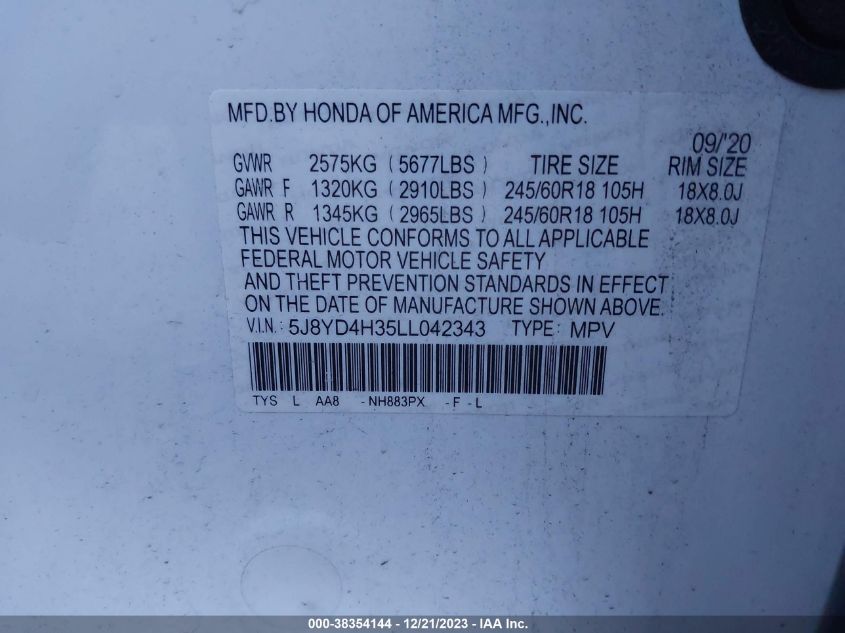 MFD.BY HONDA OF AMERICA MFG.,INC.
09/'20
GVWR 2575KG (5677LBS) TIRE SIZE RIM SIZE
GAWR F 1320KG (2910LBS) 245/60R18 105H 18X8.0J
GAWR R 1345KG (2965LBS) 245/60R18 105H 18X8.0J
THIS VEHICLE CONFORMS TO ALL APPLICABLE
FEDERAL MOTOR VEHICLE SAFETY
AND THEFT PREVENTION STANDARDS IN EFFECT
ON THE DATE OF MANUFACTURE SHOWN ABOVE.
V.I.N.: 5J8YD4H35LL042343 TYPE: MPV
TYS L AA8 -NH883PX -F -L
000-38354144 - 12/21/2023 - IAA Inc.